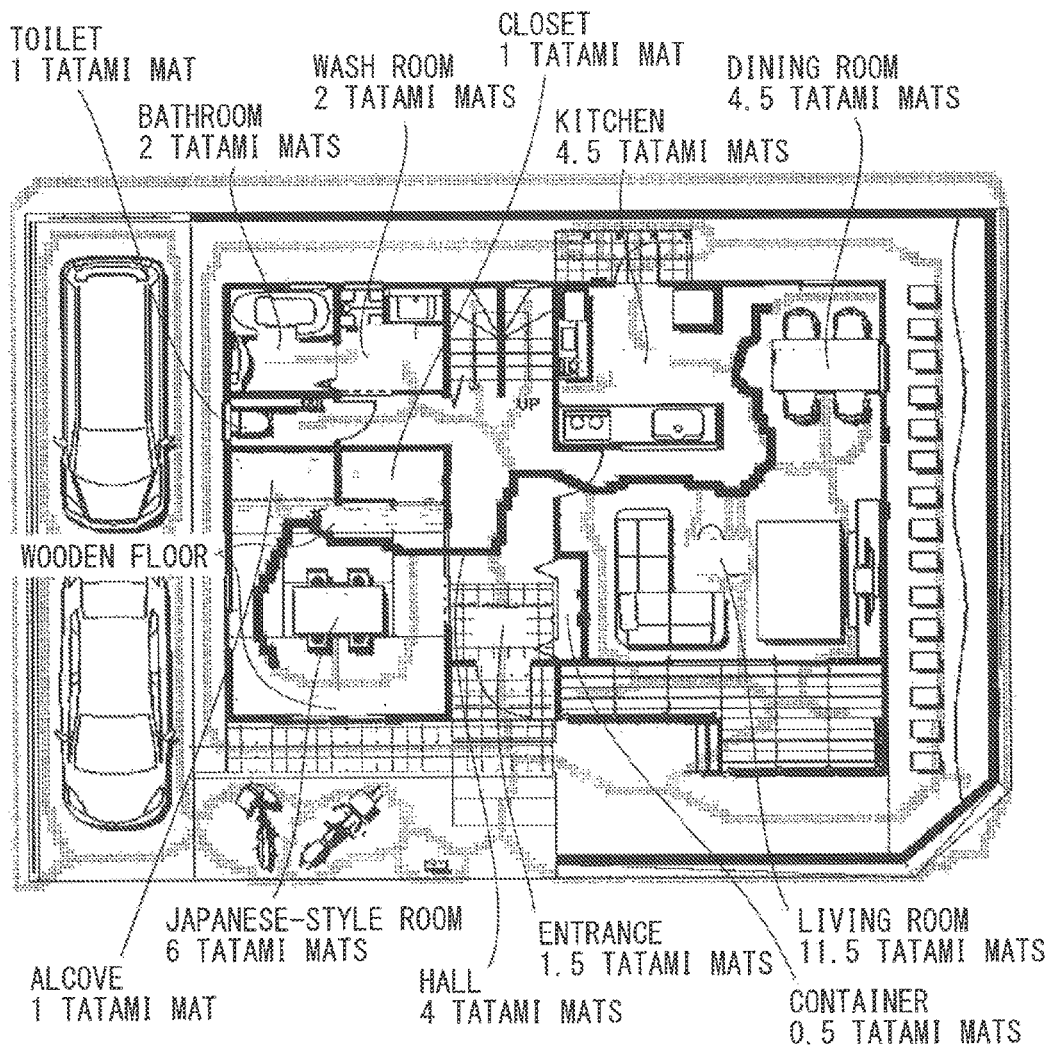 TOILET
1 TATAMI MAT
BATHROOM
2 TATAMI MATS
WASH ROOM
2 TATAMI MATS
CLOSET
1 TATAMI MAT
KITCHEN
4.5 TATAMI MATS
DINING ROOM
4.5 TATAMI MATS
UP
WOODEN FLOOR
ALCOVE
1 TATAMI MAT
JAPANESE-STYLE ROOM
6 TATAMI MATS
HALL
4 TATAMI MATS
ENTRANCE
1.5 TATAMI MATS
LIVING ROOM
11.5 TATAMI MATS
CONTAINER
0.5 TATAMI MATS